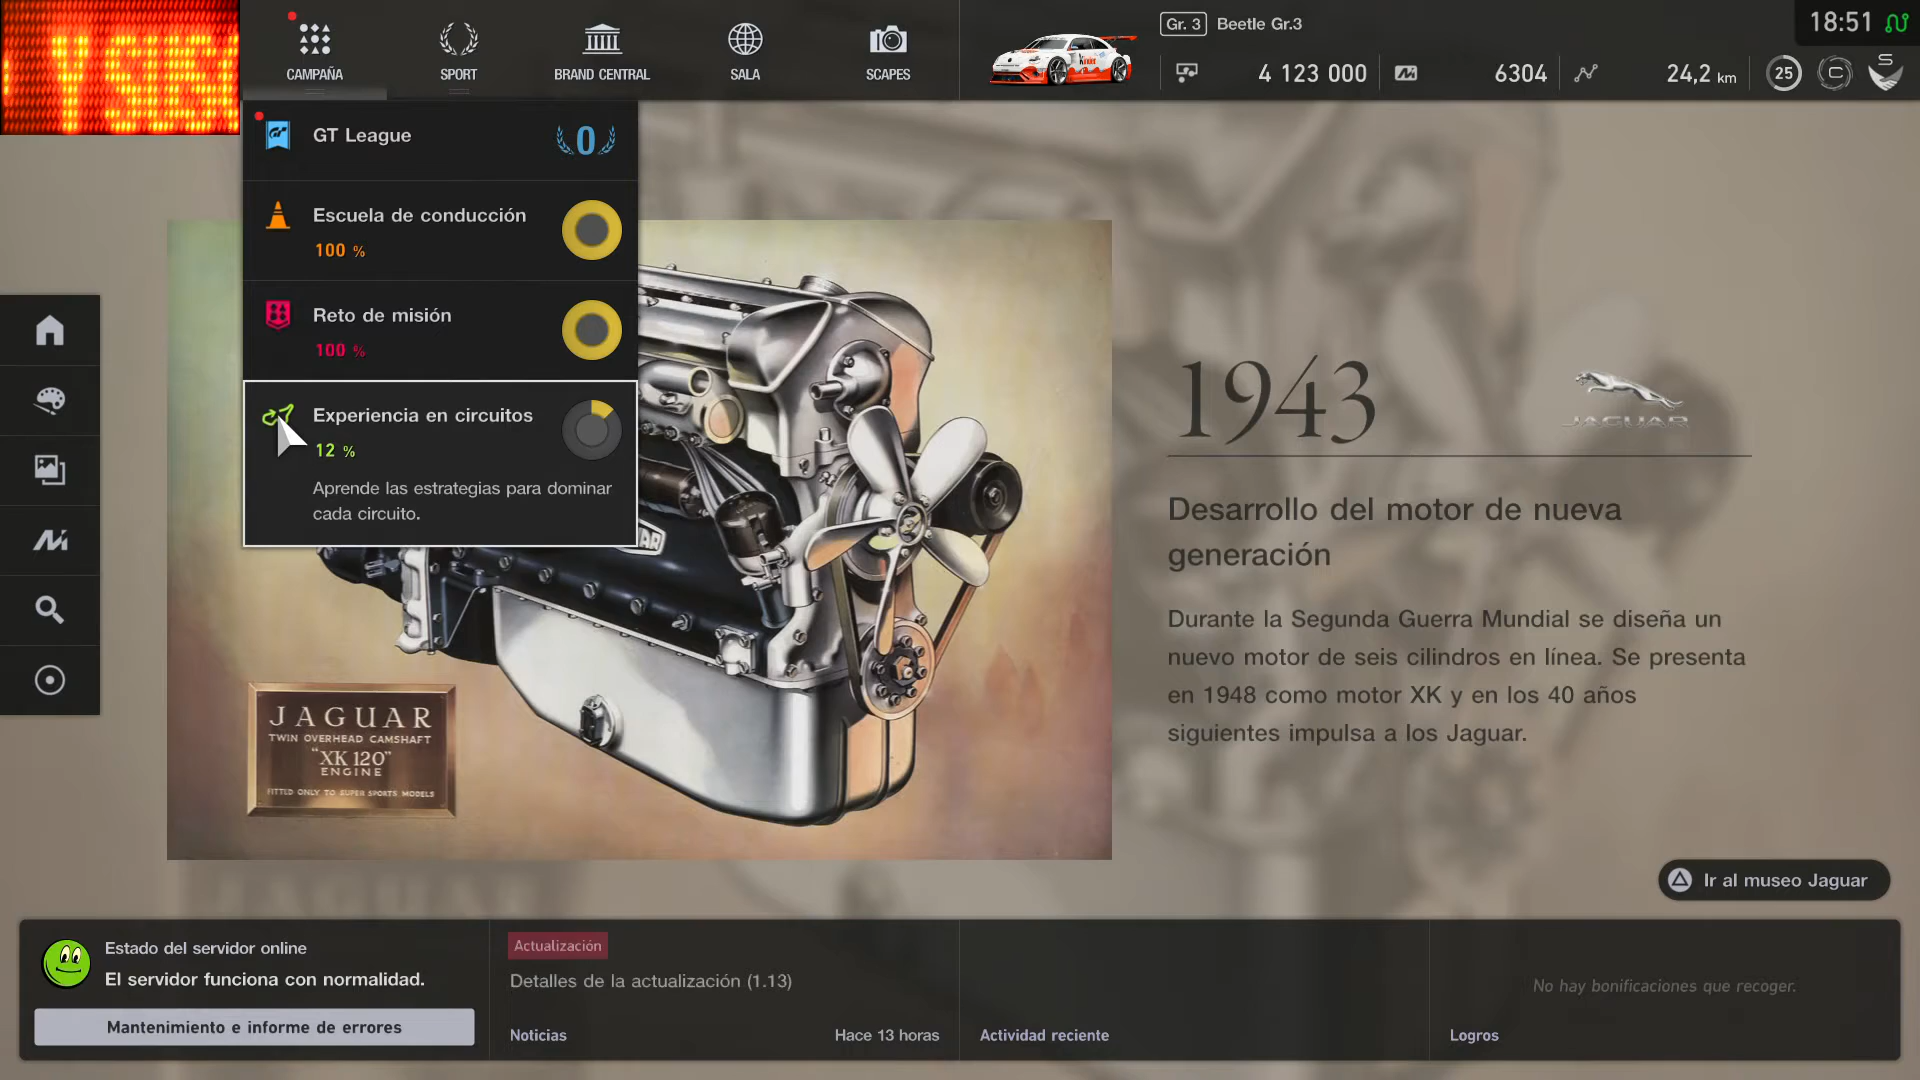 CAMPAÑA
SPORT
BRAND CENTRAL
SALA
SCAPES
Gr. 3
Beetle Gr.3
4 123 000
6304
24,2 km
25
C
S
18:51
GT League
0
Escuela de conducción
100 %
Reto de misión
100 %
Experiencia en circuitos
12 %
Aprende las estrategias para dominar
cada circuito.
JAGUAR
TWIN OVERHEAD CAMSHAFT
"XK 120"
ENGINE
FITTED ONLY TO SUPER SPORTS MODELS
1943
JAGUAR
Desarrollo del motor de nueva
generación
Durante la Segunda Guerra Mundial se diseña un
nuevo motor de seis cilindros en línea. Se presenta
en 1948 como motor XK y en los 40 años
siguientes impulsa a los Jaguar.
Ir al museo Jaguar
Estado del servidor online
El servidor funciona con normalidad.
Mantenimiento e informe de errores
Actualización
Detalles de la actualización (1.13)
Noticias
Hace 13 horas
Actividad reciente
No hay bonificaciones que recoger.
Logros